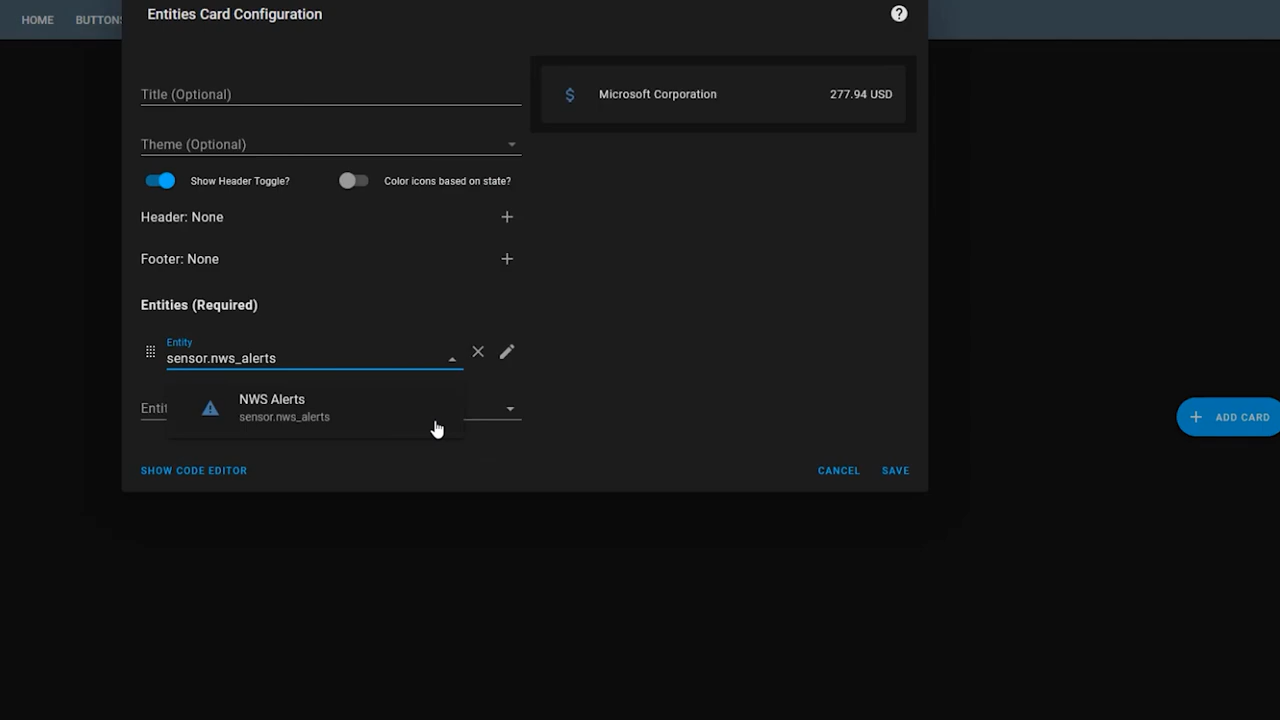 HOME BUTTONS
Entities Card Configuration
Title (Optional)
Microsoft Corporation 277.94 USD
Theme (Optional)
Show Header Toggle? Color icons based on state?
Header: None
Footer: None
Entities (Required)
Entity
sensor.nws_alerts
NWS Alerts
Entit
sensor.nws_alerts
ADD CARD
SHOW CODE EDITOR CANCEL SAVE